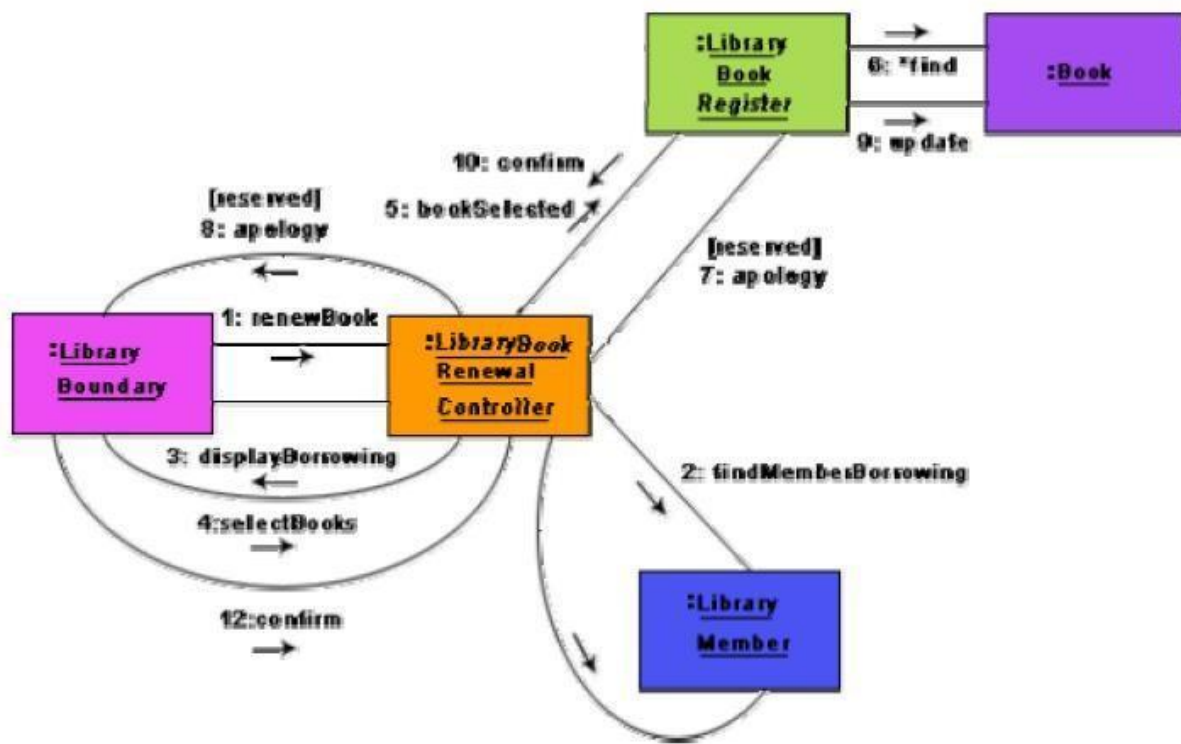 :Library
Book
Register
6: *find
:Book
9: update
10: confirm
5: bookSelected
[reserved]
8: apology
[reserved]
7: apology
1: renewBook
:Library
Boundary
:LibraryBook
Renewal
Controller
3: displayBorrowing
2: findMemberBorrowing
4:selectBooks
:Library
Member
12:confirm